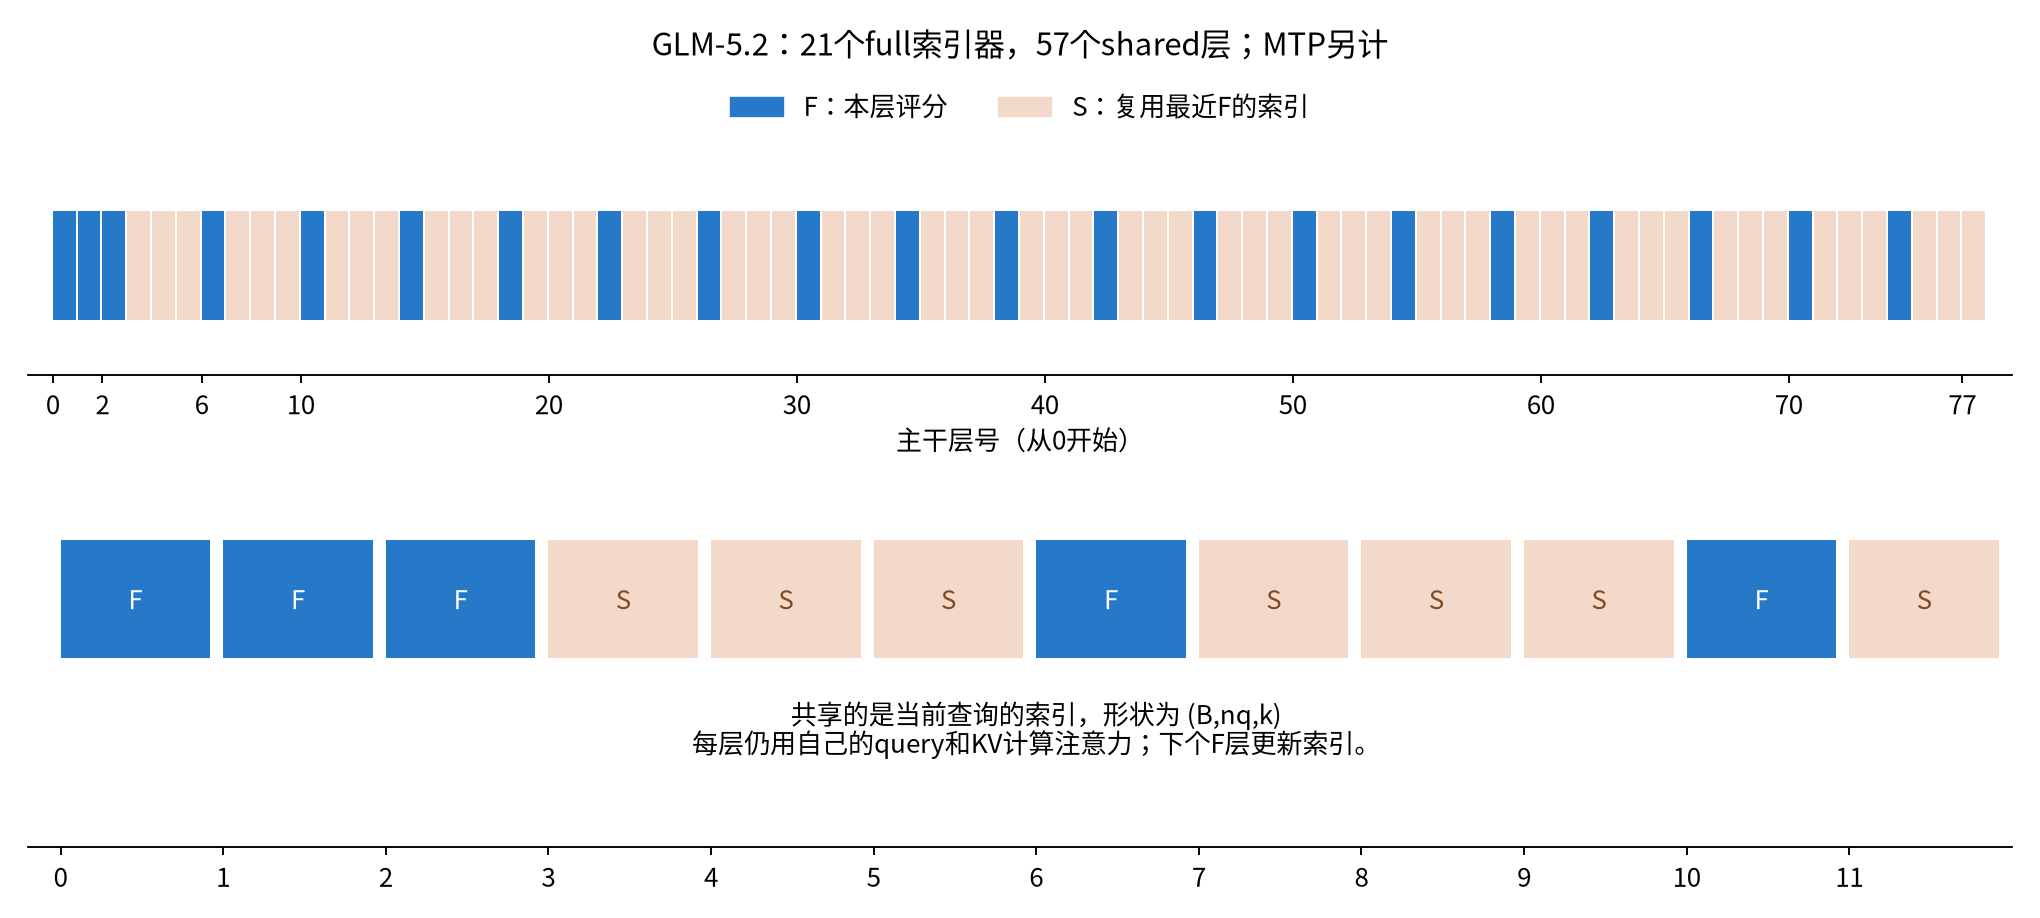 GLM-5.2：21个full索引器，57个shared层；MTP另计
F：本层评分 S：复用最近F的索引
0 2 6 10 20 30 40 50 60 70 77
主干层号（从0开始）
F F F S S S F S S S F S
共享的是当前查询的索引，形状为 (B,nq,k)
每层仍用自己的query和KV计算注意力；下个F层更新索引。
0 1 2 3 4 5 6 7 8 9 10 11